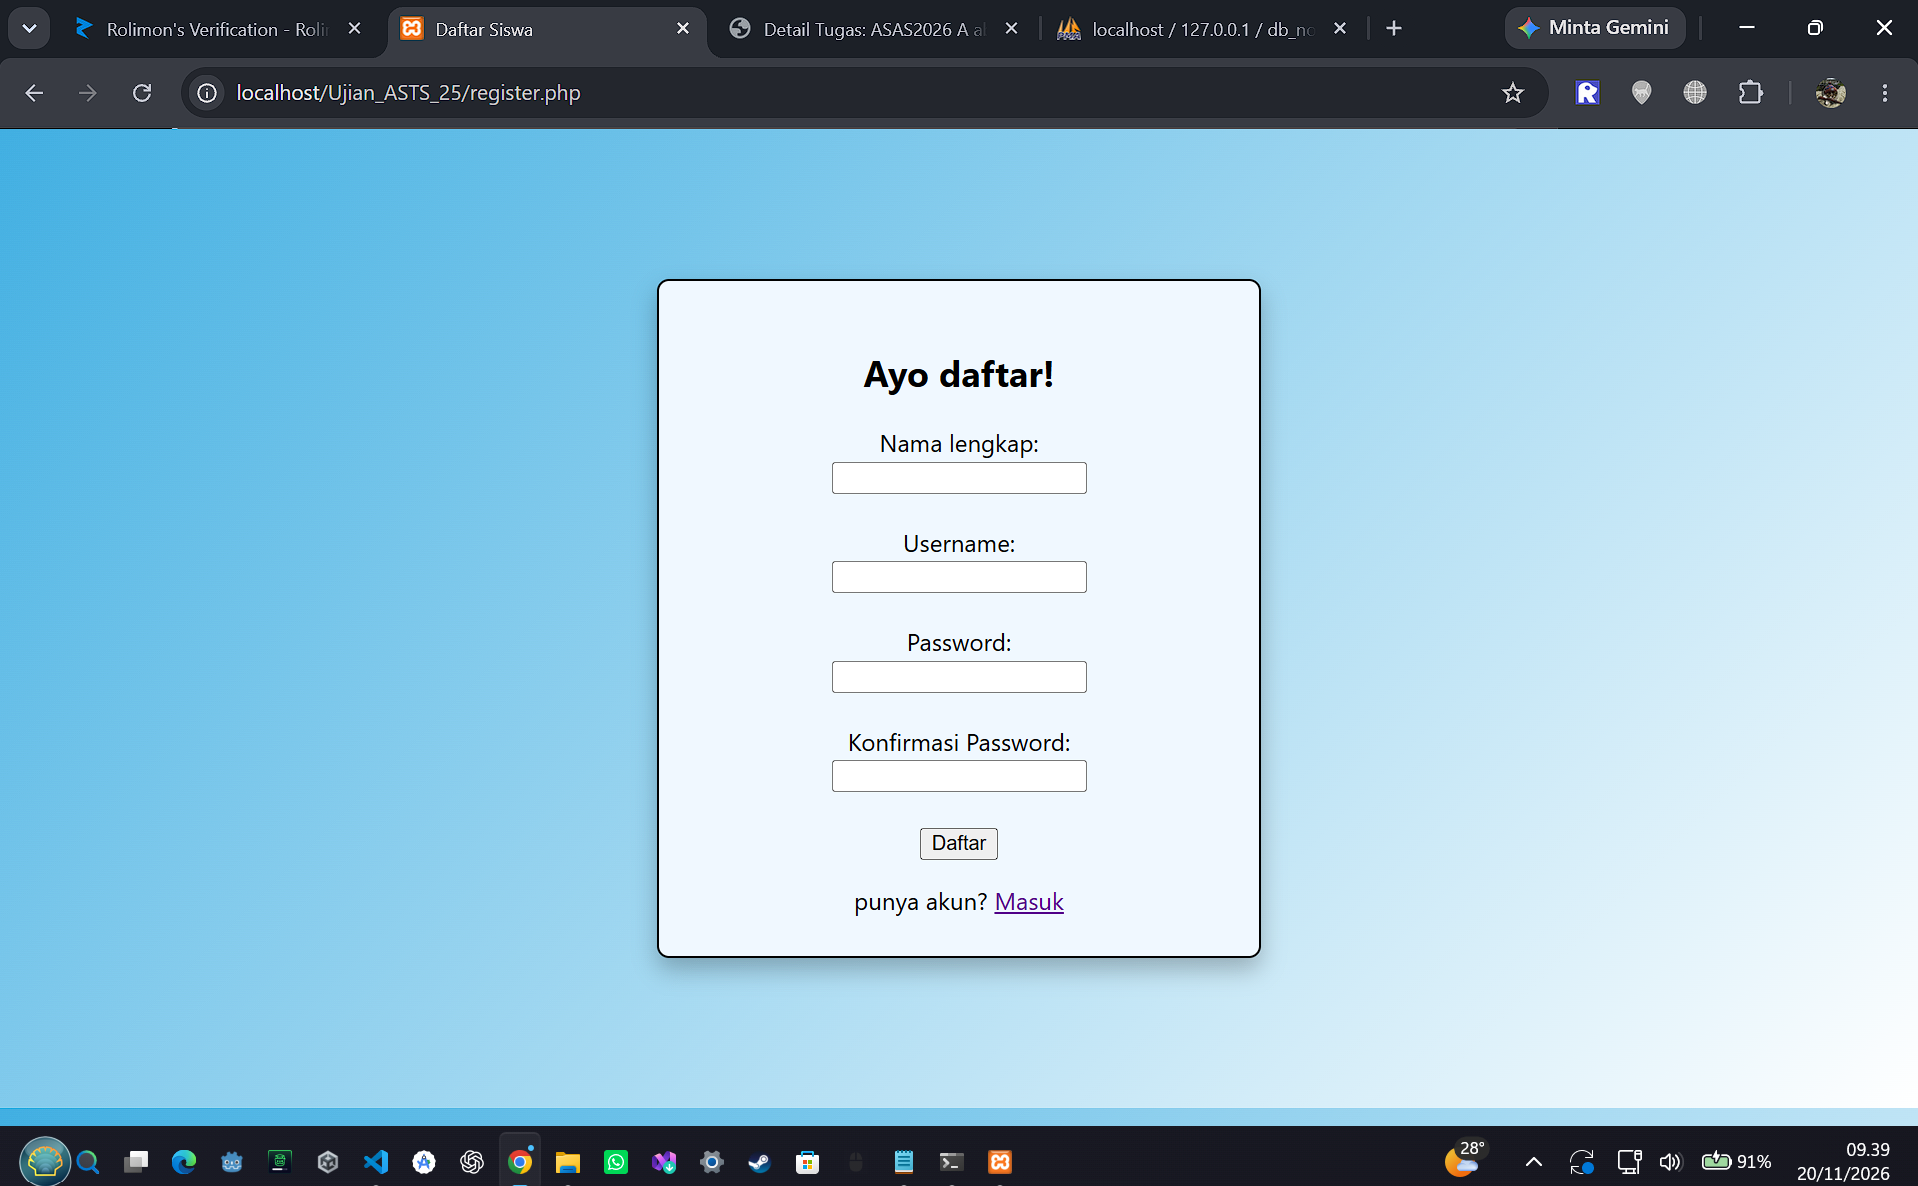 Rolimon's Verification - Roli
Daftar Siswa
Detail Tugas: ASAS2026 A al
localhost / 127.0.0.1 / db_no
Minta Gemini
localhost/Ujian_ASTS_25/register.php
Ayo daftar!
Nama lengkap:
Username:
Password:
Konfirmasi Password:
Daftar
punya akun? Masuk
28°
91%
09.39
20/11/2026